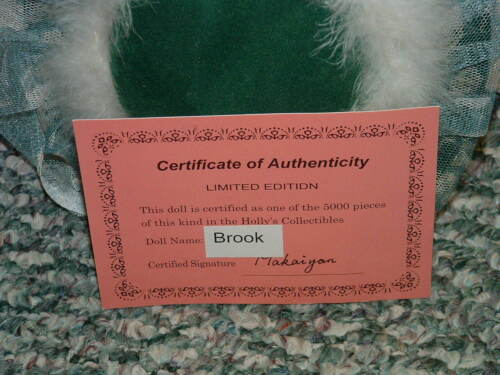 Certificate of Authenticity
LIMITED EDITION
This doll is certified as one of the 5000 pieces
of this kind in the Holly's Collectibles
Doll Name: Brook
Certified Signature Makaiyan